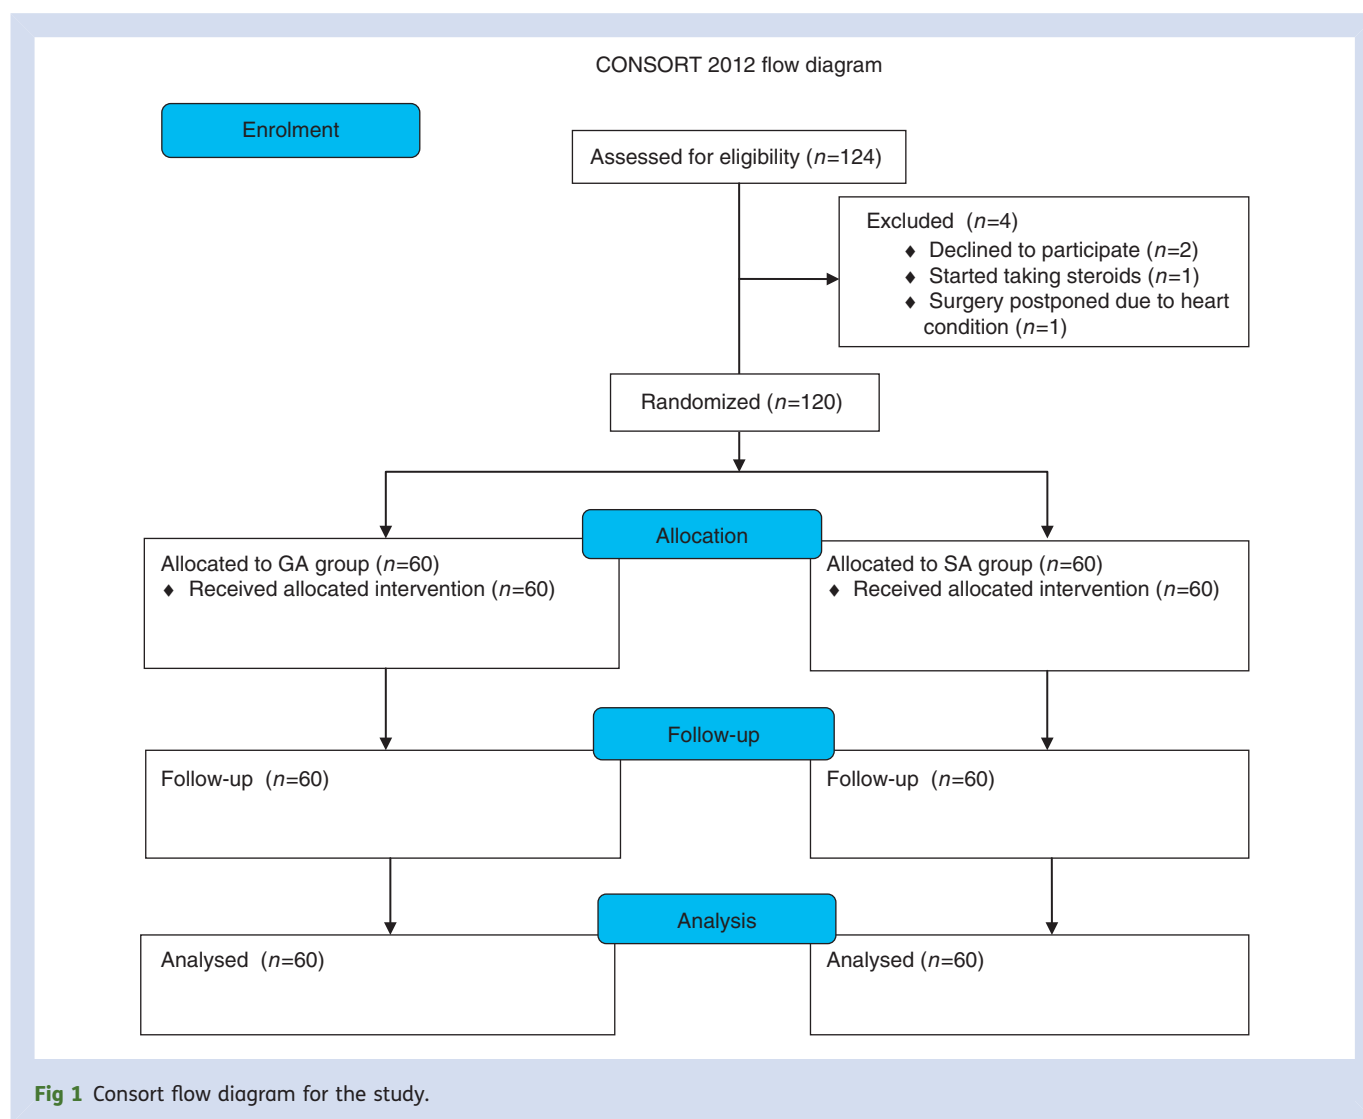 CONSORT 2012 flow diagram
Enrolment
Assessed for eligibility (n=124)
Excluded (n=4)
♦ Declined to participate (n=2)
♦ Started taking steroids (n=1)
♦ Surgery postponed due to heart
condition (n=1)
Randomized (n=120)
Allocation
Allocated to GA group (n=60)
♦ Received allocated intervention (n=60)
Allocated to SA group (n=60)
♦ Received allocated intervention (n=60)
Follow-up
Follow-up (n=60)
Follow-up (n=60)
Analysis
Analysed (n=60)
Analysed (n=60)
Fig 1 Consort flow diagram for the study.